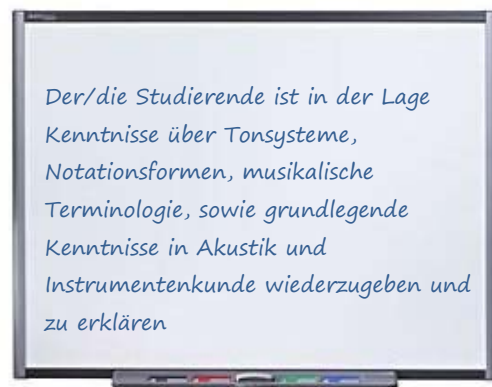 Der/die Studierende ist in der Lage
Kenntnisse über Tonsysteme,
Notationsformen, musikalische
Terminologie, sowie grundlegende
Kenntnisse in Akustik und
Instrumentenkunde wiederzugeben und
zu erklären